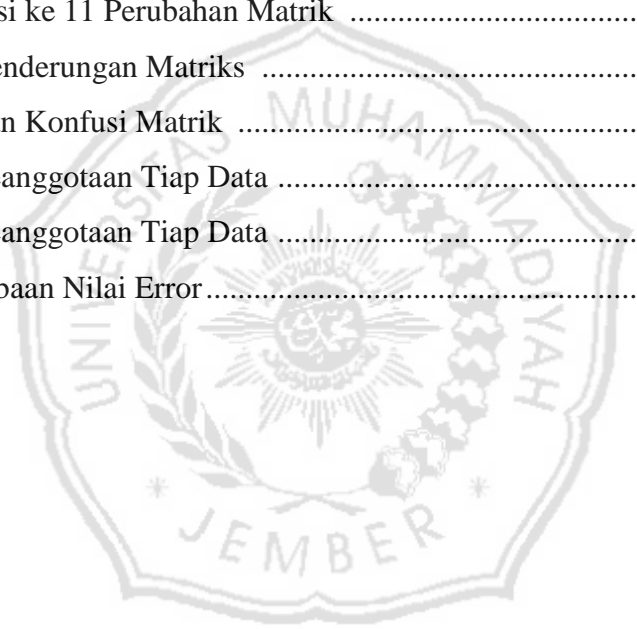 si ke 11 Perubahan Matrik ......................................
enderungan Matriks ...................................................
n Konfusi Matrik .......................................................
anggotaan Tiap Data .................................................
anggotaan Tiap Data .................................................
baan Nilai Error..........................................................
UNIVERSITAS MUHAMMADIYAH
JEMBER